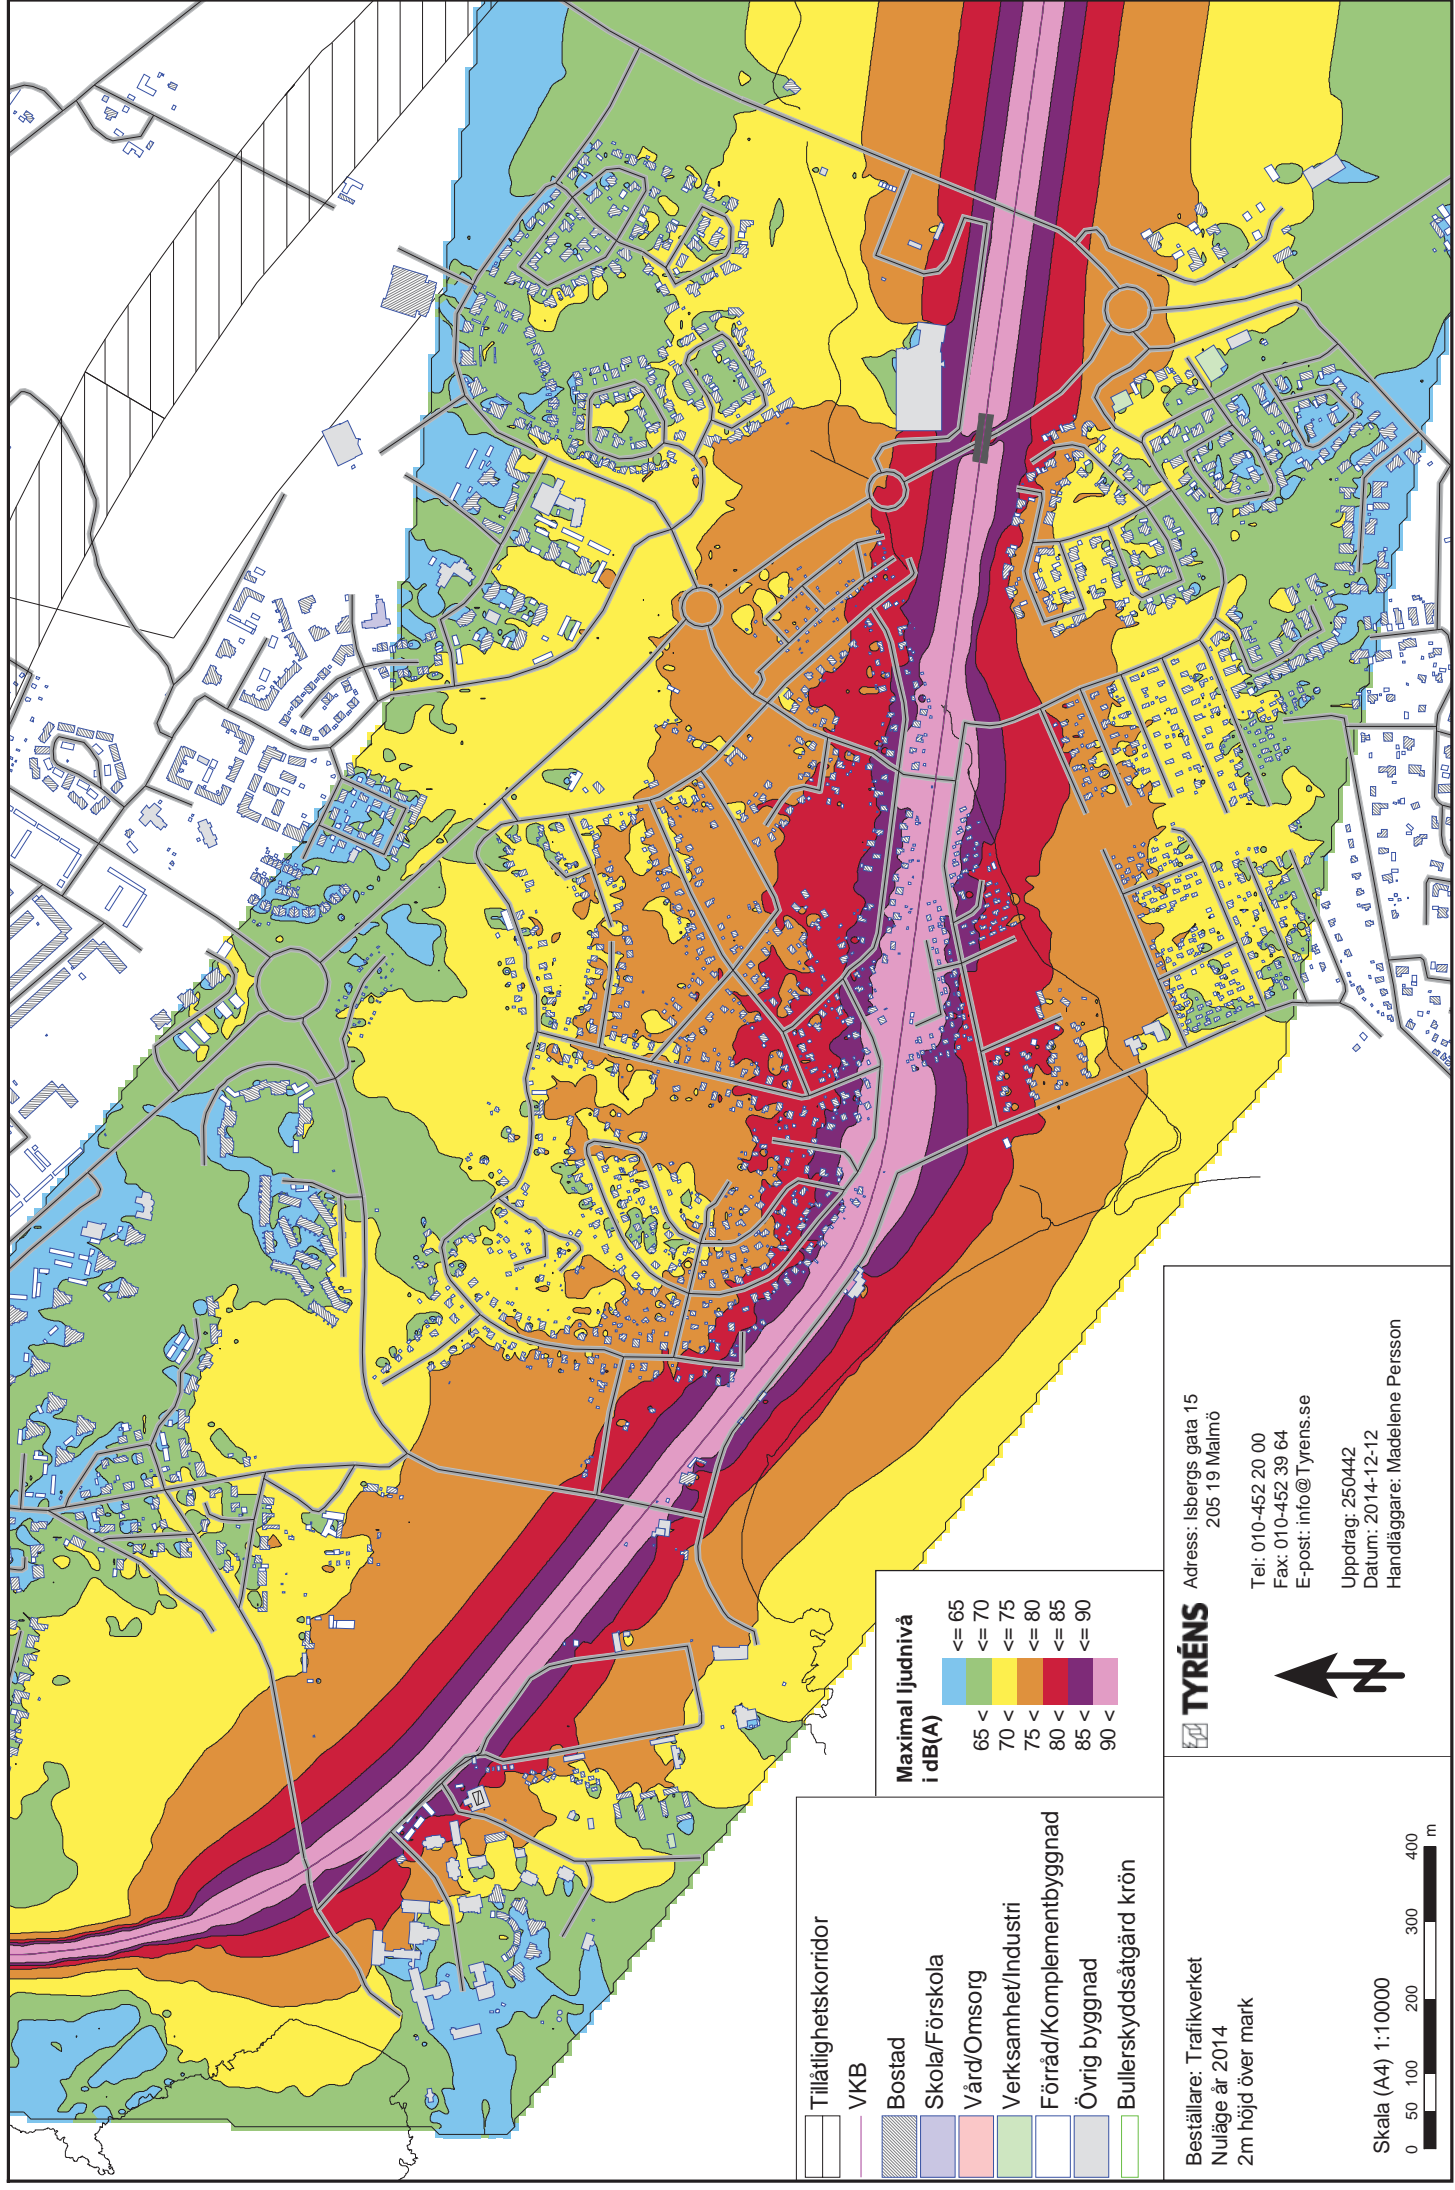 Tillåtlighetskorridor
VKB
Bostad
Skola/Förskola
Vård/Omsorg
Verksamhet/Industri
Förråd/Komplementbyggnad
Övrig byggnad
Bullerskyddsåtgärd krön
Maximal ljudnivå
i dB(A)
<= 65
65 < <= 70
70 < <= 75
75 < <= 80
80 < <= 85
85 < <= 90
90 <
Beställare: Trafikverket
Nuläge år 2014
2m höjd över mark
Skala (A4) 1:10000
0 50 100 200 300 400
m
TYRÉNS
Adress: Isbergs gata 15
205 19 Malmö
Tel: 010-452 20 00
Fax: 010-452 39 64
E-post: info@Tyrens.se
Uppdrag: 250442
Datum: 2014-12-12
Handläggare: Madelene Persson
N